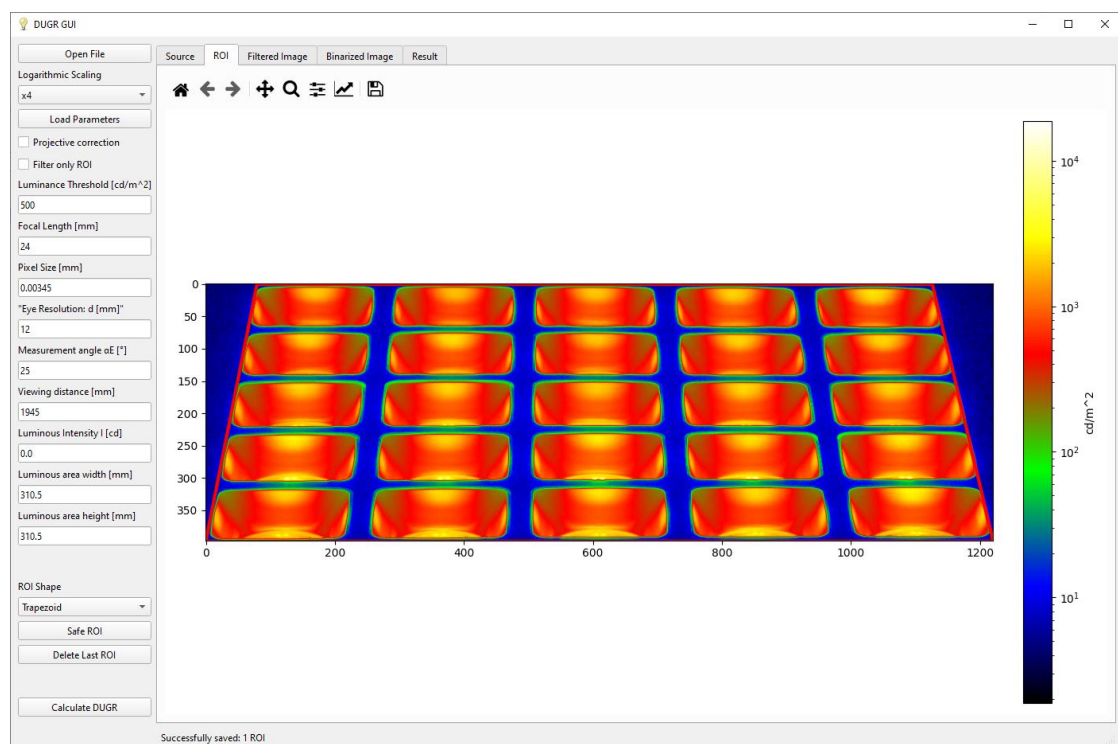 DUGR GUI
Open File
Logarithmic Scaling
x4
Load Parameters
Projective correction
Filter only ROI
Luminance Threshold [cd/m^2]
500
Focal Length [mm]
24
Pixel Size [mm]
0.00345
"Eye Resolution: d [mm]"
12
Measurement angle αE [°]
25
Viewing distance [mm]
1945
Luminous Intensity I [cd]
0.0
Luminous area width [mm]
310.5
Luminous area height [mm]
310.5
ROI Shape
Trapezoid
Safe ROI
Delete Last ROI
Calculate DUGR
Source ROI Filtered Image Binarized Image Result
0
50
100
150
200
250
300
350
0 200 400 600 800 1000 1200
10^4
10^3
10^2
10^1
cd/m^2
Successfully saved: 1 ROI